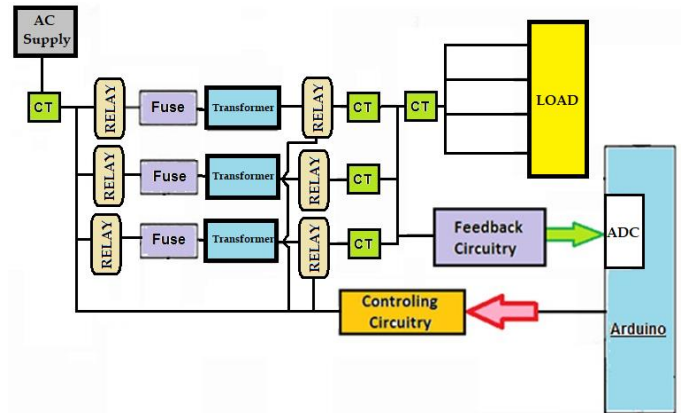 AC
Supply
CT
RELAY
Fuse
Transformer
RELAY
CT
CT
LOAD
RELAY
Fuse
Transformer
RELAY
CT
RELAY
Fuse
Transformer
RELAY
CT
Feedback
Circuitry
ADC
Controling
Circuitry
Arduino